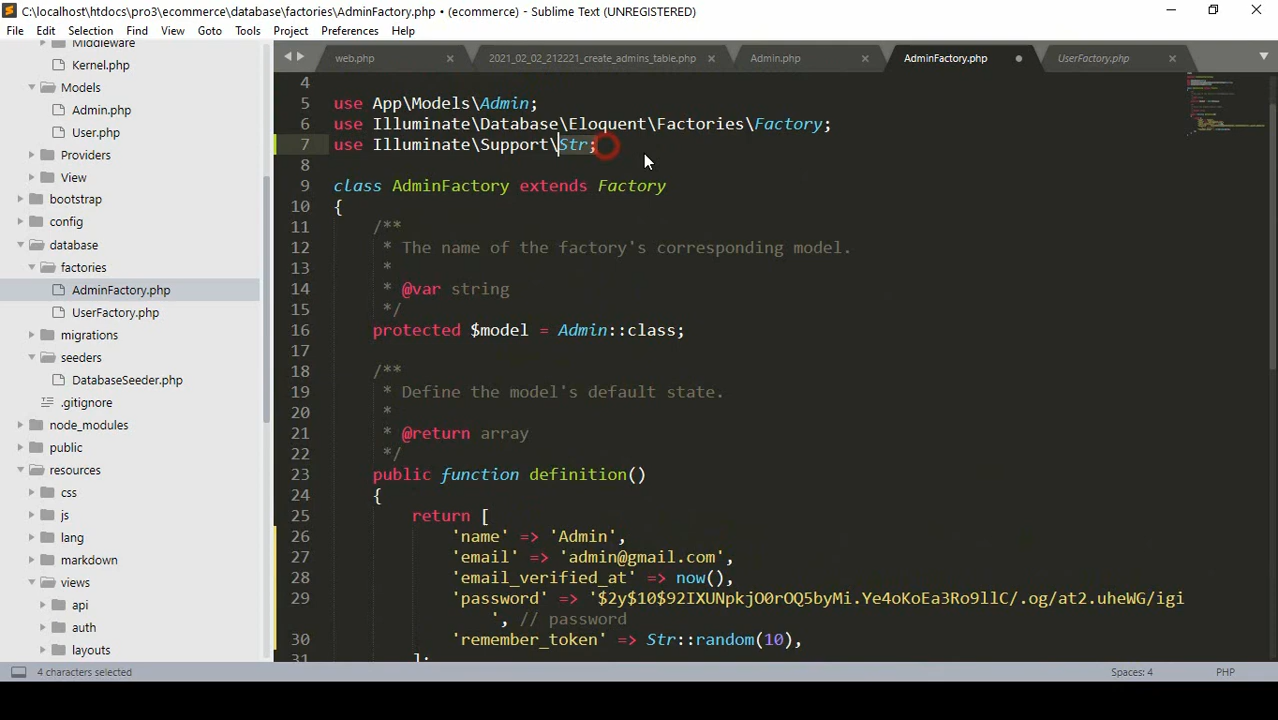 C:\localhost\htdocs\pro3\ecommerce\database\factories\AdminFactory.php • (ecommerce) - Sublime Text (UNREGISTERED)
File Edit Selection Find View Goto Tools Project Preferences Help
web.php 2021_02_02_212221_create_admins_table.php Admin.php AdminFactory.php UserFactory.php
Middleware
Kernel.php
Models
Admin.php
User.php
Providers
View
bootstrap
config
database
factories
AdminFactory.php
UserFactory.php
migrations
seeders
DatabaseSeeder.php
.gitignore
node_modules
public
resources
css
js
lang
markdown
views
api
auth
layouts
4
5 use App\Models\Admin;
6 use Illuminate\Database\Eloquent\Factories\Factory;
7 use Illuminate\Support\Str;
8
9 class AdminFactory extends Factory
10 {
11 /**
12 * The name of the factory's corresponding model.
13 *
14 * @var string
15 */
16 protected $model = Admin::class;
17
18 /**
19 * Define the model's default state.
20 *
21 * @return array
22 */
23 public function definition()
24 {
25 return [
26 'name' => 'Admin',
27 'email' => 'admin@gmail.com',
28 'email_verified_at' => now(),
29 'password' => '$2y$10$92IXUNpkjO0rOQ5byMi.Ye4oKoEa3Ro9llC/.og/at2.uheWG/igi
', // password
30 'remember_token' => Str::random(10),
31 ];
4 characters selected Spaces: 4 PHP